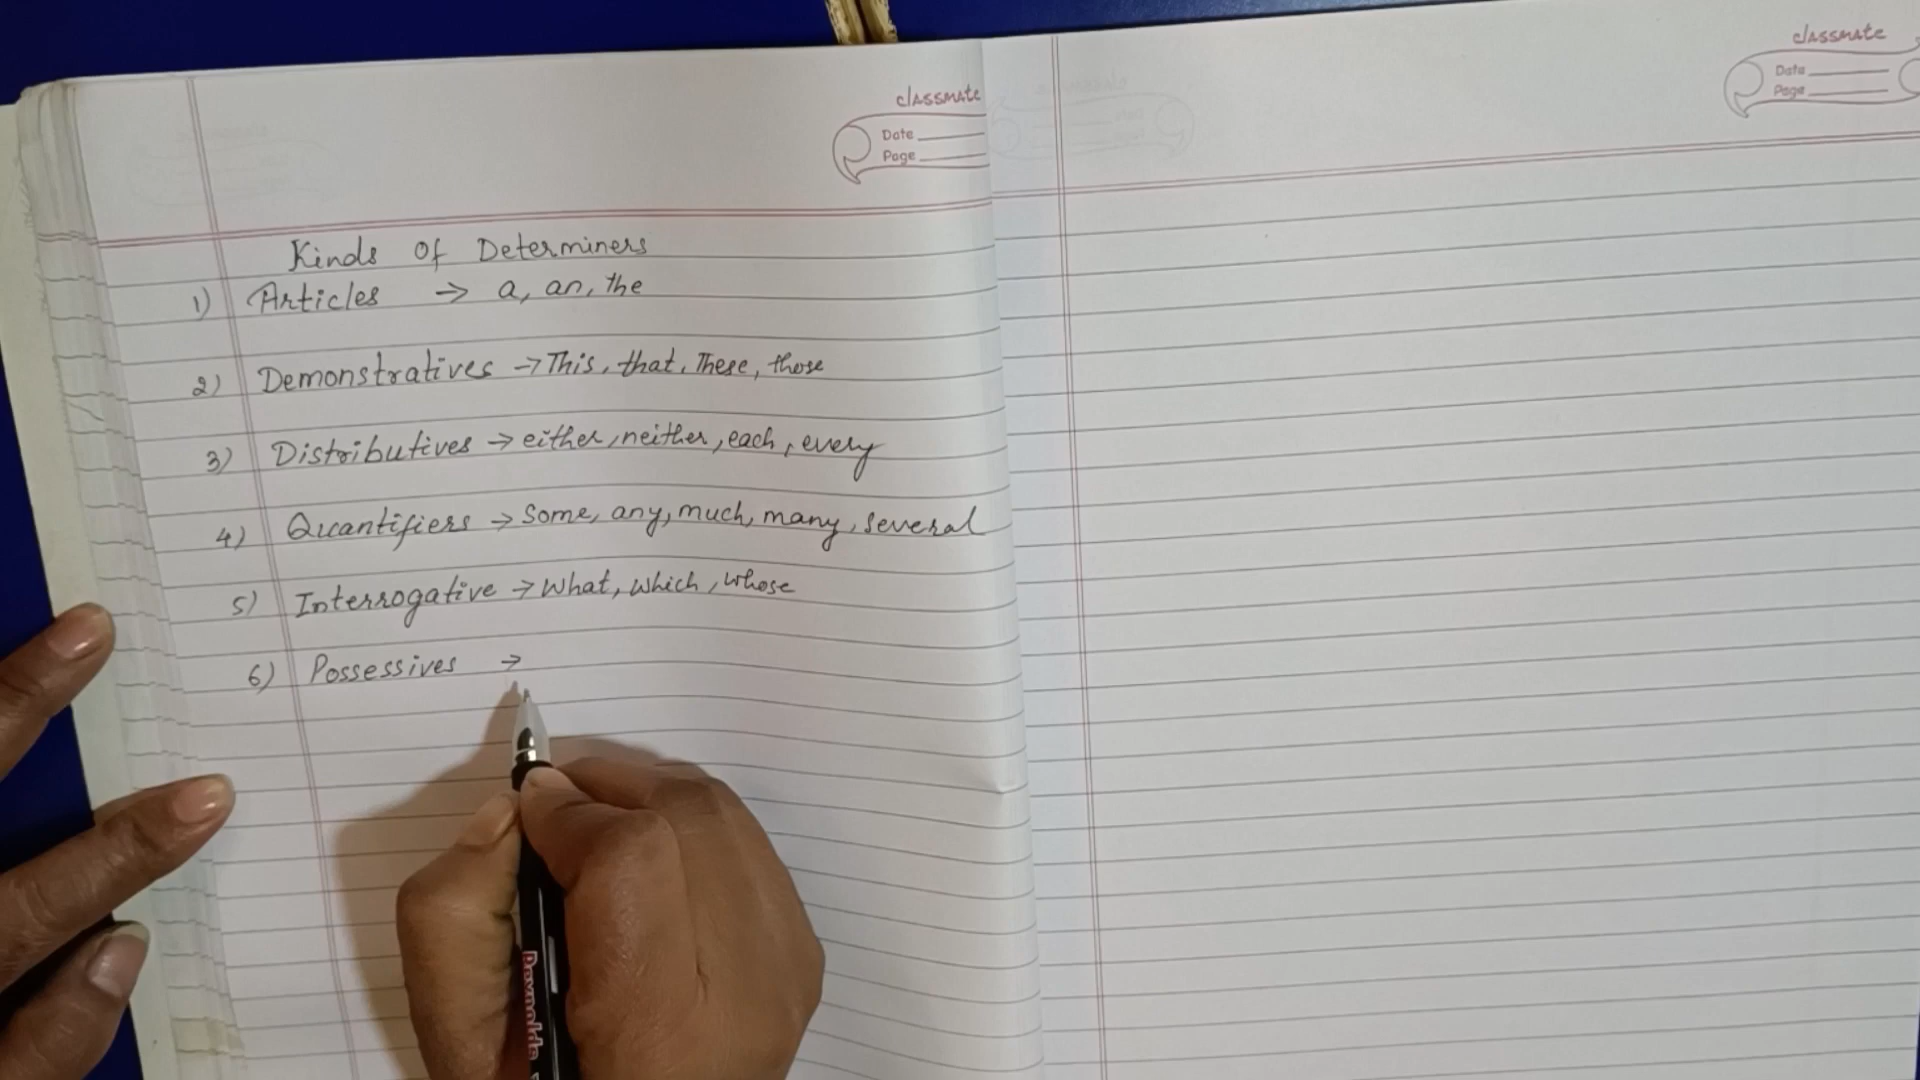 classmate
Date
Page
classmate
Date
Page
Kinds of Determiners
1) Articles → a, an, the
2) Demonstratives → This, that, These, those
3) Distributives → either, neither, each, every
4) Quantifiers → Some, any, much, many, several
5) Interrogative → What, which, whose
6) Possessives →
Reynolds